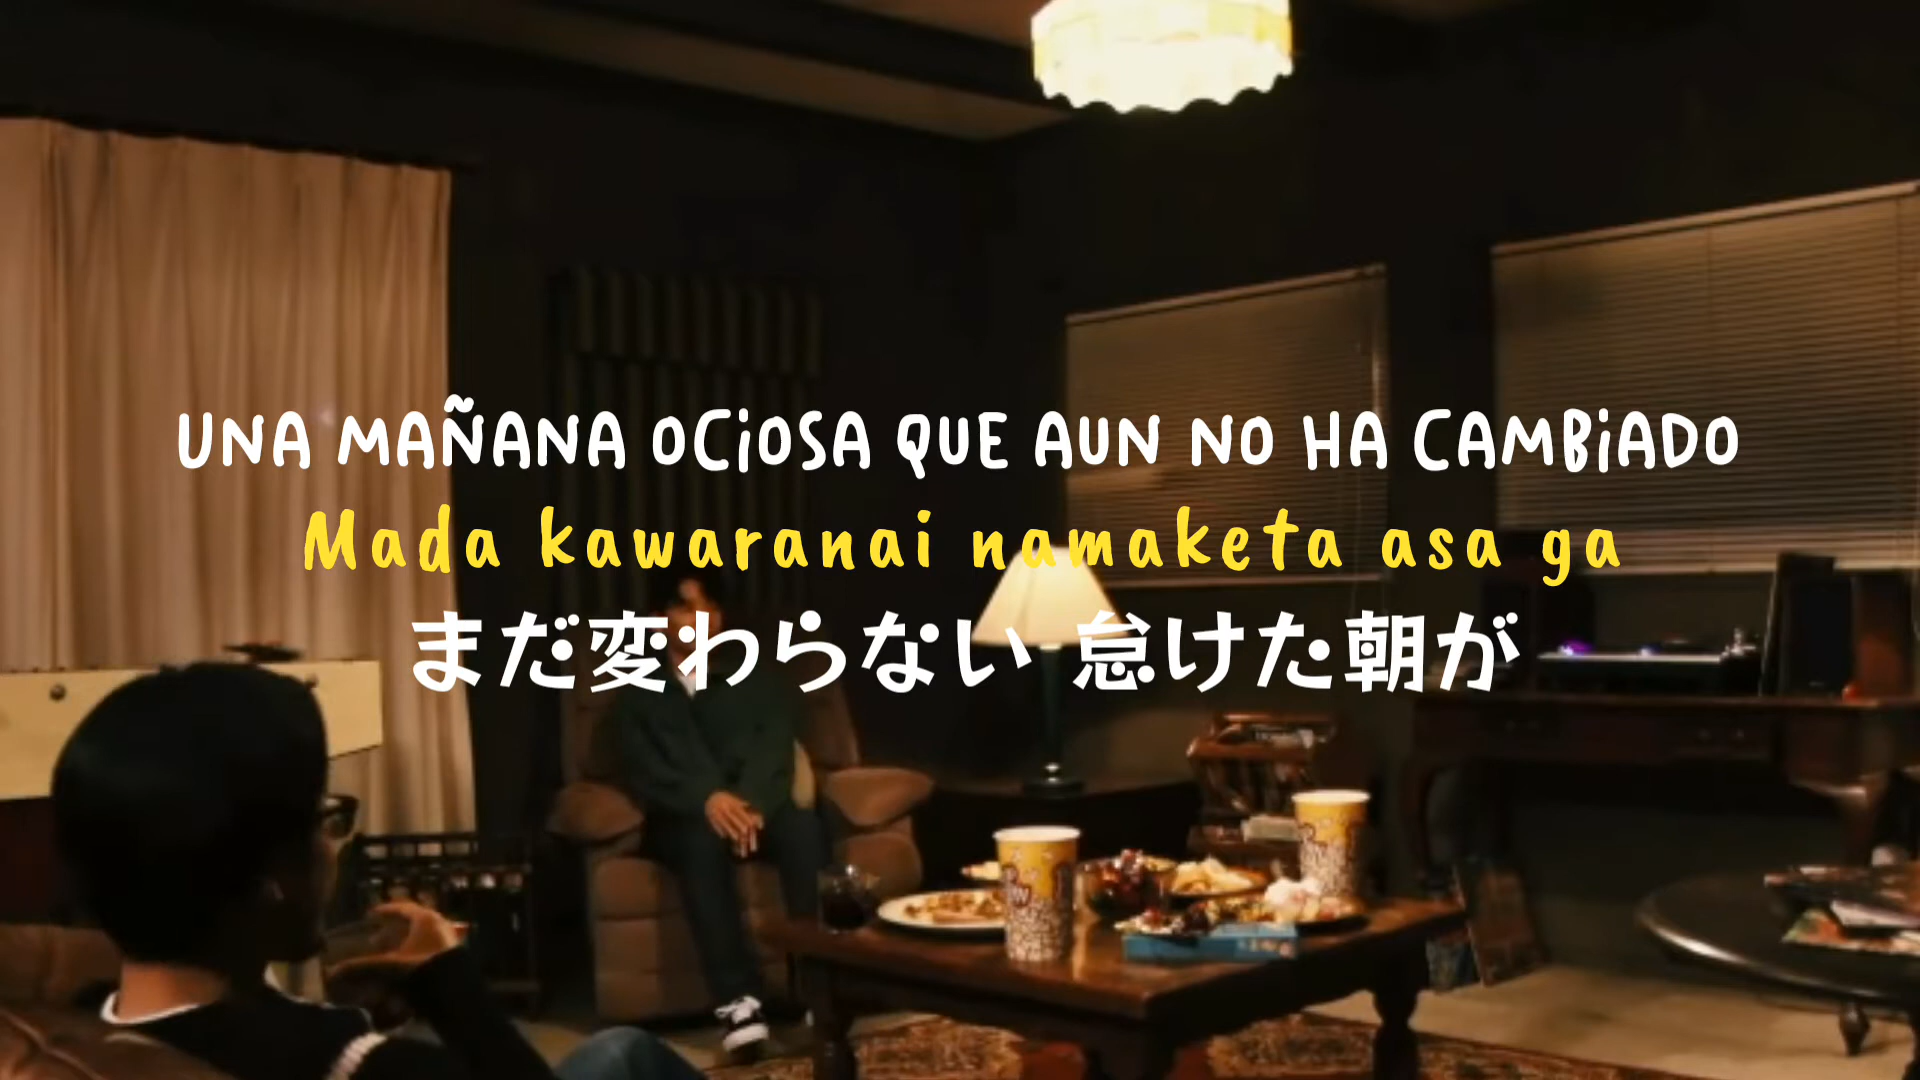 UNA MAÑANA OCIOSA QUE AUN NO HA CAMBIADO
Mada kawaranai namaketa asa ga
まだ変わらない 怠けた朝が